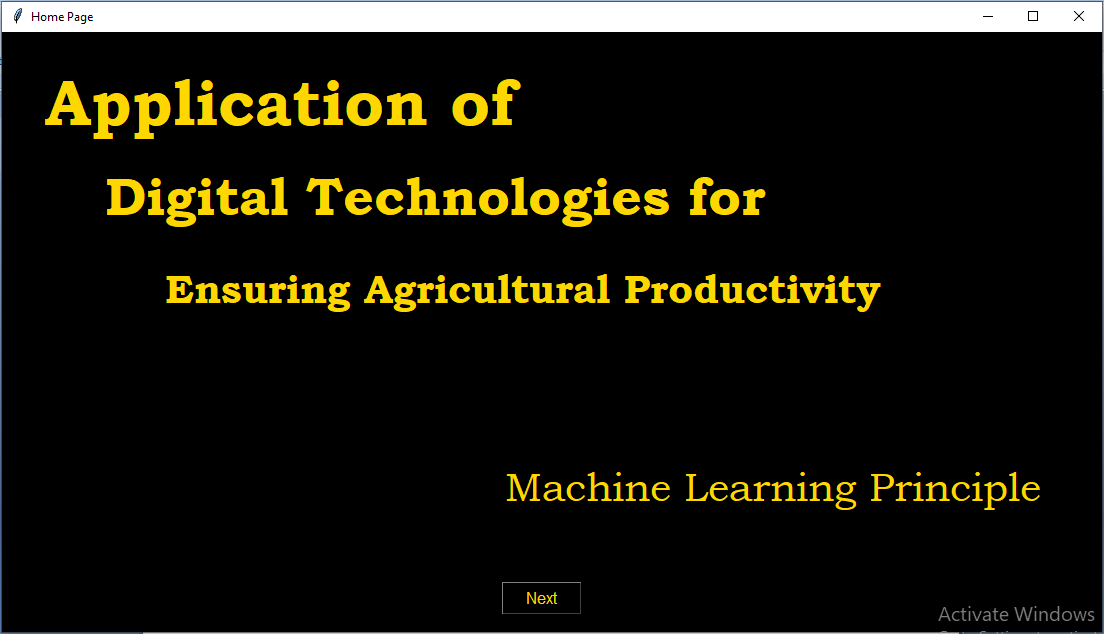 Home Page
Application of
Digital Technologies for
Ensuring Agricultural Productivity
Machine Learning Principle
Next
Activate Windows